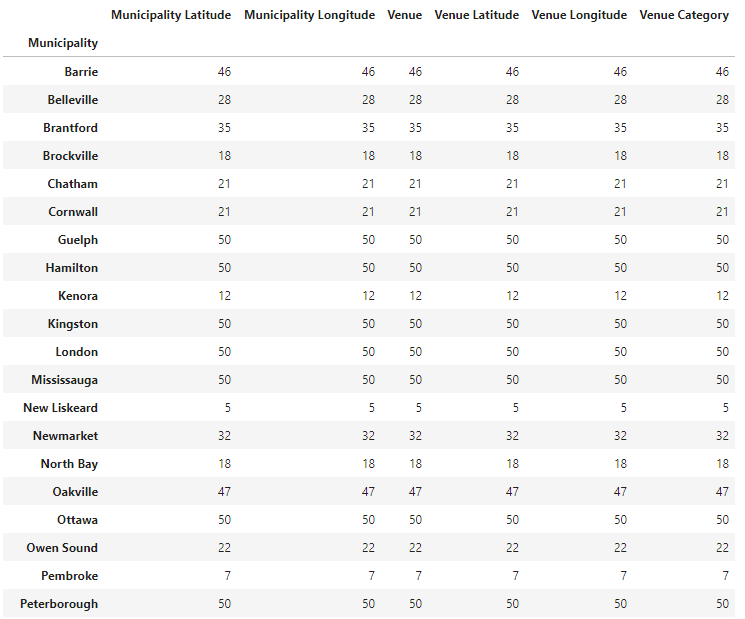 Municipality Latitude Municipality Longitude Venue Venue Latitude Venue Longitude Venue Category
Municipality
Barrie 46 46 46 46 46 46
Belleville 28 28 28 28 28 28
Brantford 35 35 35 35 35 35
Brockville 18 18 18 18 18 18
Chatham 21 21 21 21 21 21
Cornwall 21 21 21 21 21 21
Guelph 50 50 50 50 50 50
Hamilton 50 50 50 50 50 50
Kenora 12 12 12 12 12 12
Kingston 50 50 50 50 50 50
London 50 50 50 50 50 50
Mississauga 50 50 50 50 50 50
New Liskeard 5 5 5 5 5 5
Newmarket 32 32 32 32 32 32
North Bay 18 18 18 18 18 18
Oakville 47 47 47 47 47 47
Ottawa 50 50 50 50 50 50
Owen Sound 22 22 22 22 22 22
Pembroke 7 7 7 7 7 7
Peterborough 50 50 50 50 50 50